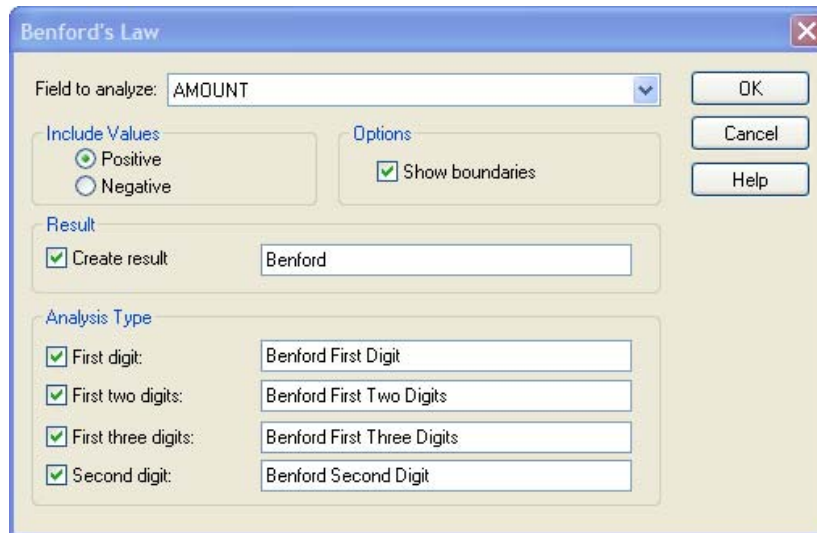 Benford's Law
Field to analyze: AMOUNT
OK
Include Values
Positive
Negative
Options
Show boundaries
Cancel
Help
Result
Create result Benford
Analysis Type
First digit: Benford First Digit
First two digits: Benford First Two Digits
First three digits: Benford First Three Digits
Second digit: Benford Second Digit